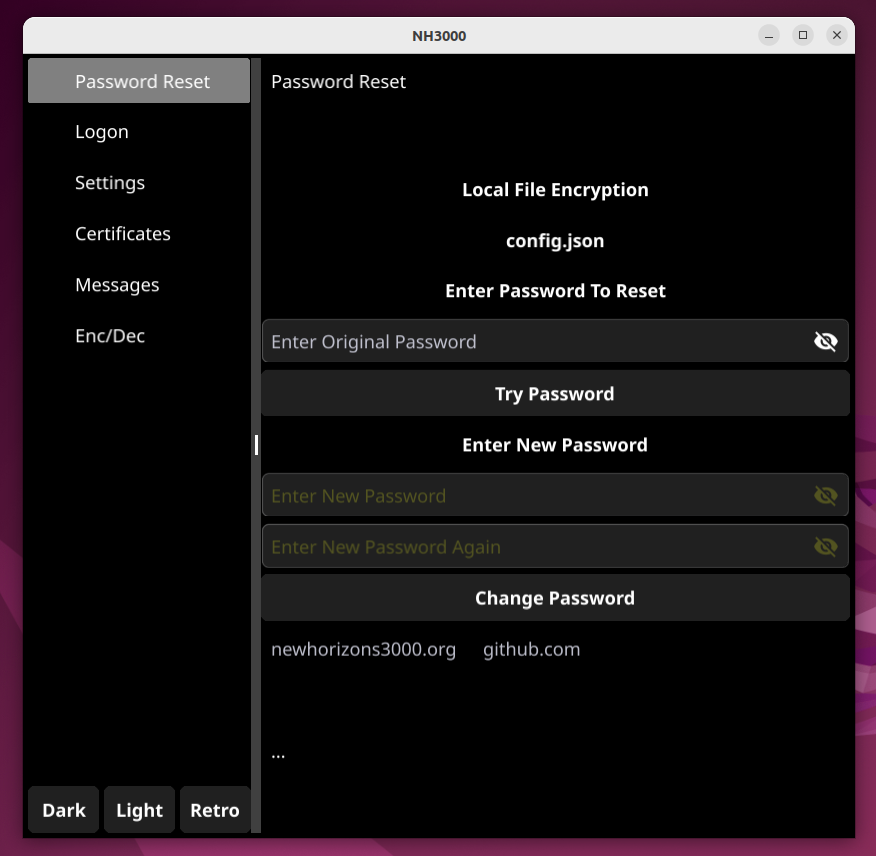 NH3000
Password Reset
Logon
Settings
Certificates
Messages
Enc/Dec
Dark Light Retro
Password Reset
Local File Encryption
config.json
Enter Password To Reset
Enter Original Password
Try Password
Enter New Password
Enter New Password
Enter New Password Again
Change Password
newhorizons3000.org github.com
...